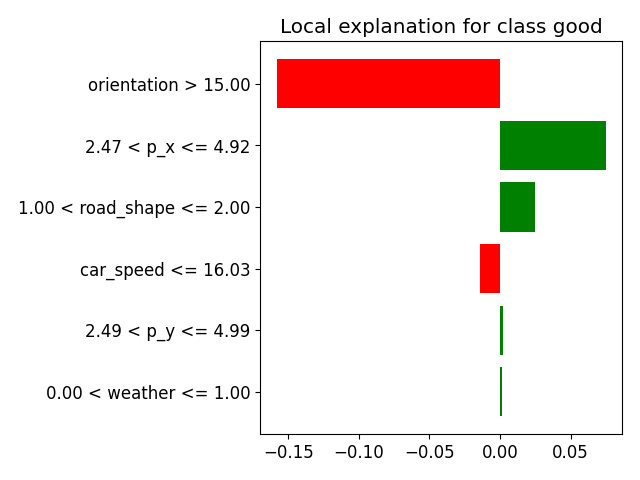 Local explanation for class good
orientation > 15.00
2.47 < p_x <= 4.92
1.00 < road_shape <= 2.00
car_speed <= 16.03
2.49 < p_y <= 4.99
0.00 < weather <= 1.00
−0.15 −0.10 −0.05 0.00 0.05